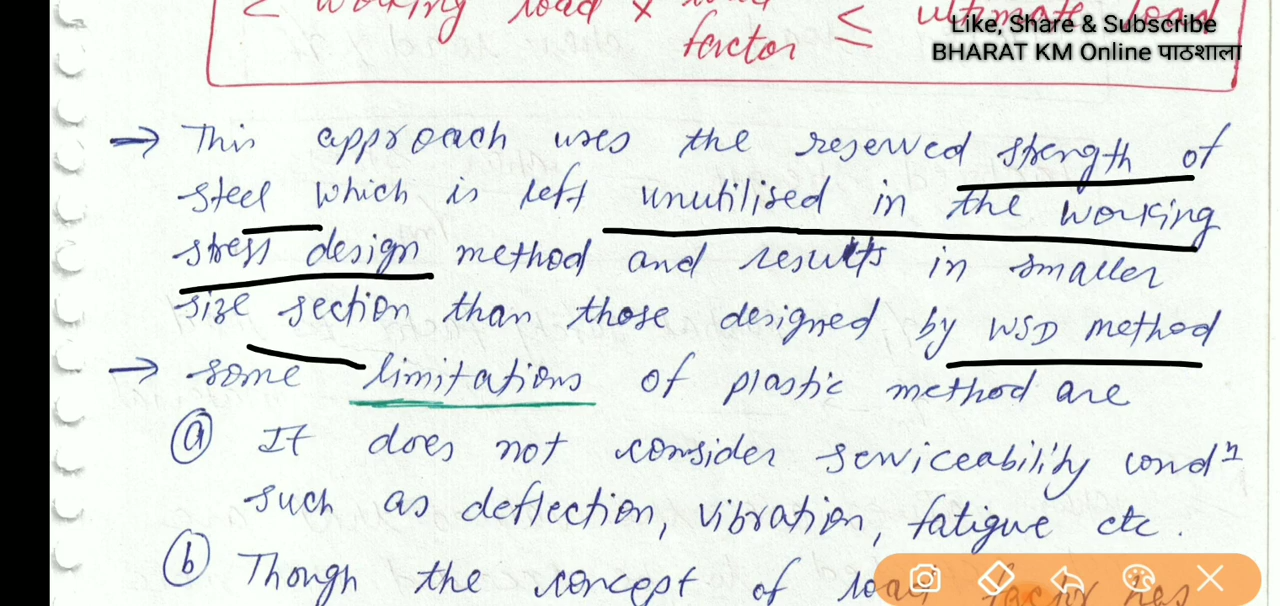 ≤ working load × load factor ≤ ultimate load
Like, Share & Subscribe
BHARAT KM Online पाठशाला
→ This approach uses the reserved strength of
steel which is left unutilised in the working
stress design method and results in smaller
size section than those designed by WSD method
→ some limitations of plastic method are
(a) It does not consider serviceability condⁿ
such as deflection, vibration, fatigue etc.
(b) Though the concept of load factor has